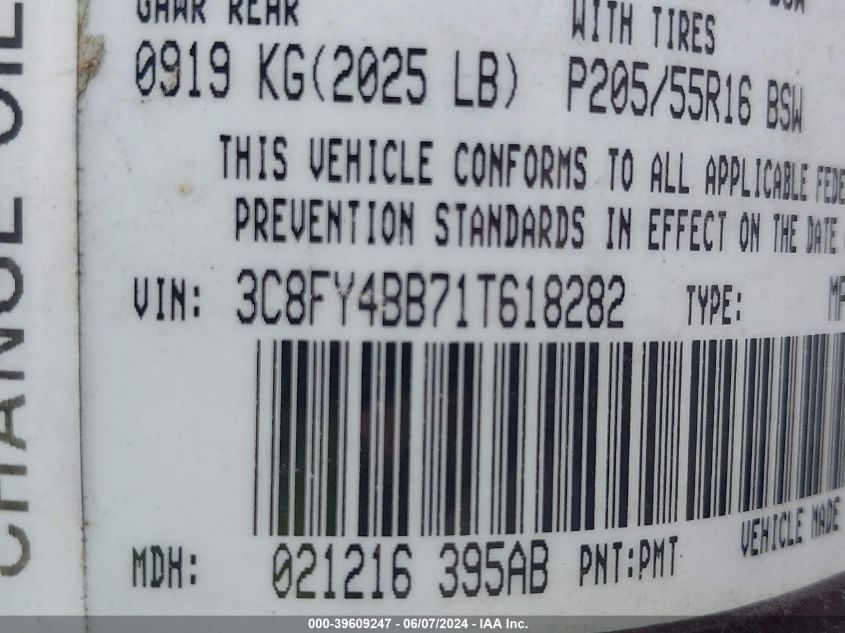 GAWR REAR
WITH TIRES
0919 KG(2025 LB) P205/55R16 BSW
THIS VEHICLE CONFORMS TO ALL APPLICABLE FEDE
PREVENTION STANDARDS IN EFFECT ON THE DATE
VIN: 3C8FY4BB71T618282 TYPE: MP
MDH: 021216 395AB PNT:PMT VEHICLE MADE
CHANGE OIL
000-39609247 - 06/07/2024 - IAA Inc.